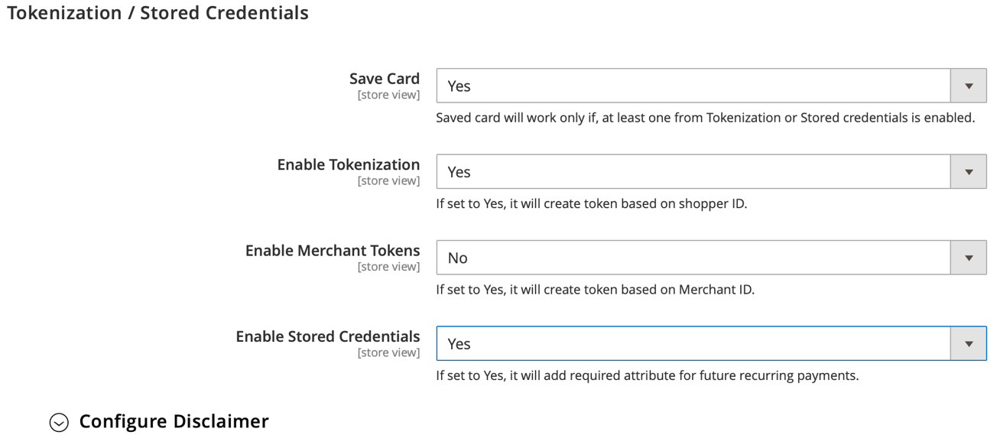 Tokenization / Stored Credentials
Save Card
[store view]
Yes
Saved card will work only if, at least one from Tokenization or Stored credentials is enabled.
Enable Tokenization
[store view]
Yes
If set to Yes, it will create token based on shopper ID.
Enable Merchant Tokens
[store view]
No
If set to Yes, it will create token based on Merchant ID.
Enable Stored Credentials
[store view]
Yes
If set to Yes, it will add required attribute for future recurring payments.
Configure Disclaimer